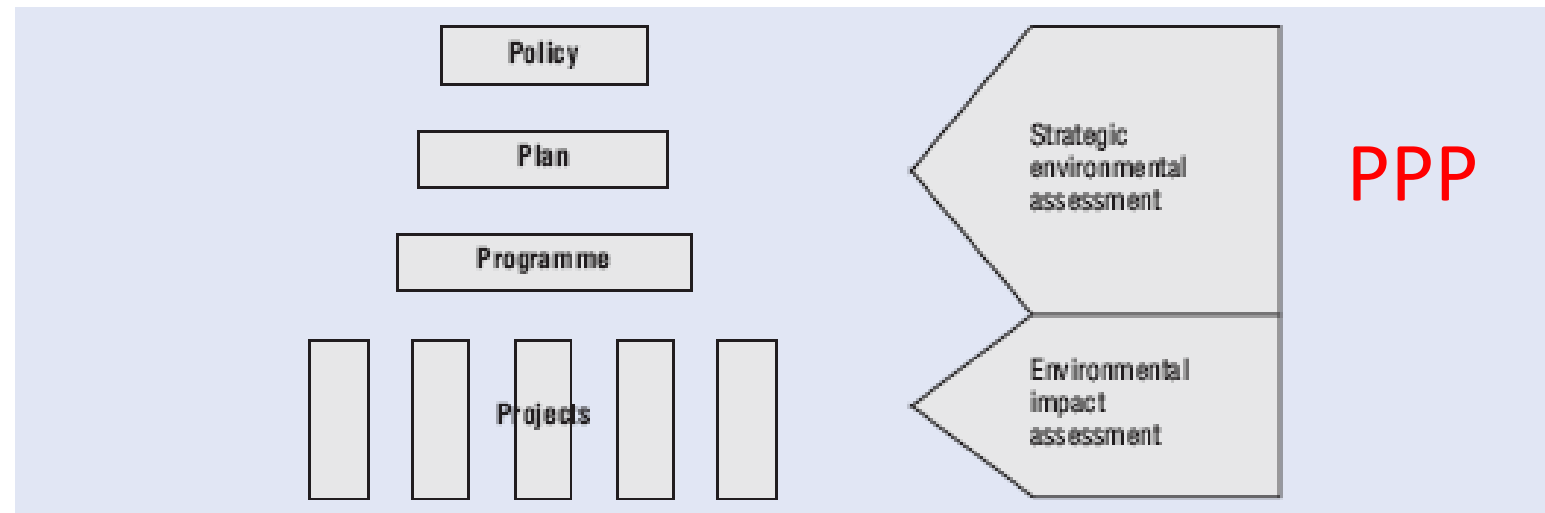 Policy
Plan
Programme
Projects
Strategic
environmental
assessment
PPP
Environmental
impact
assessment